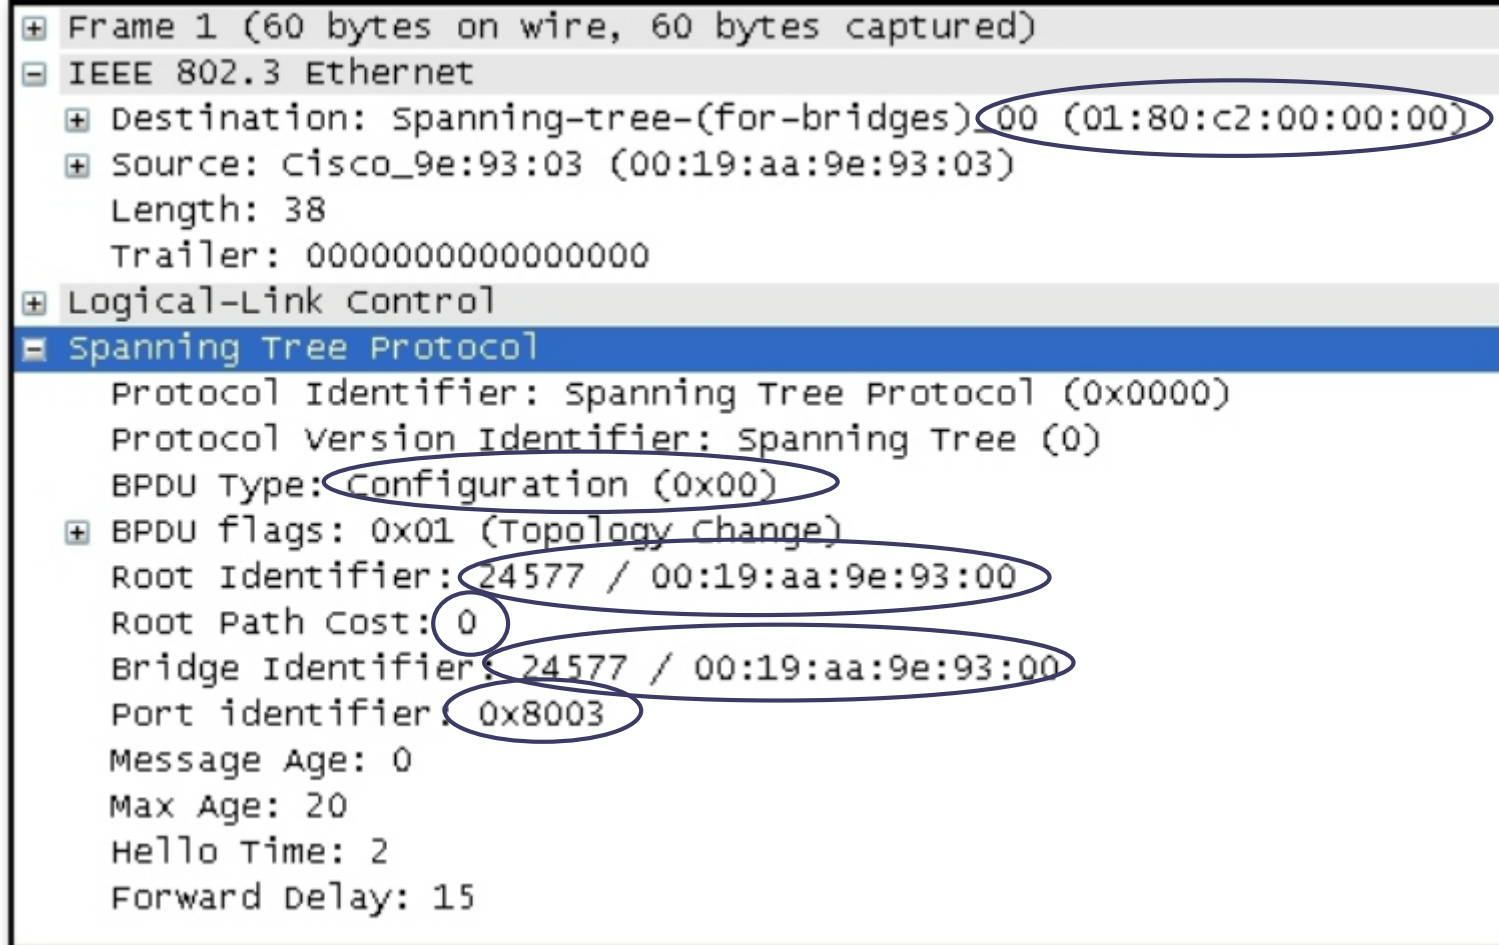 Frame 1 (60 bytes on wire, 60 bytes captured)
IEEE 802.3 Ethernet
Destination: Spanning-tree-(for-bridges)_00 (01:80:c2:00:00:00)
Source: Cisco_9e:93:03 (00:19:aa:9e:93:03)
Length: 38
Trailer: 0000000000000000
Logical-Link Control
Spanning Tree Protocol
Protocol Identifier: Spanning Tree Protocol (0x0000)
Protocol Version Identifier: Spanning Tree (0)
BPDU Type: Configuration (0x00)
BPDU flags: 0x01 (Topology Change)
Root Identifier: 24577 / 00:19:aa:9e:93:00
Root Path Cost: 0
Bridge Identifier: 24577 / 00:19:aa:9e:93:00
Port identifier: 0x8003
Message Age: 0
Max Age: 20
Hello Time: 2
Forward Delay: 15